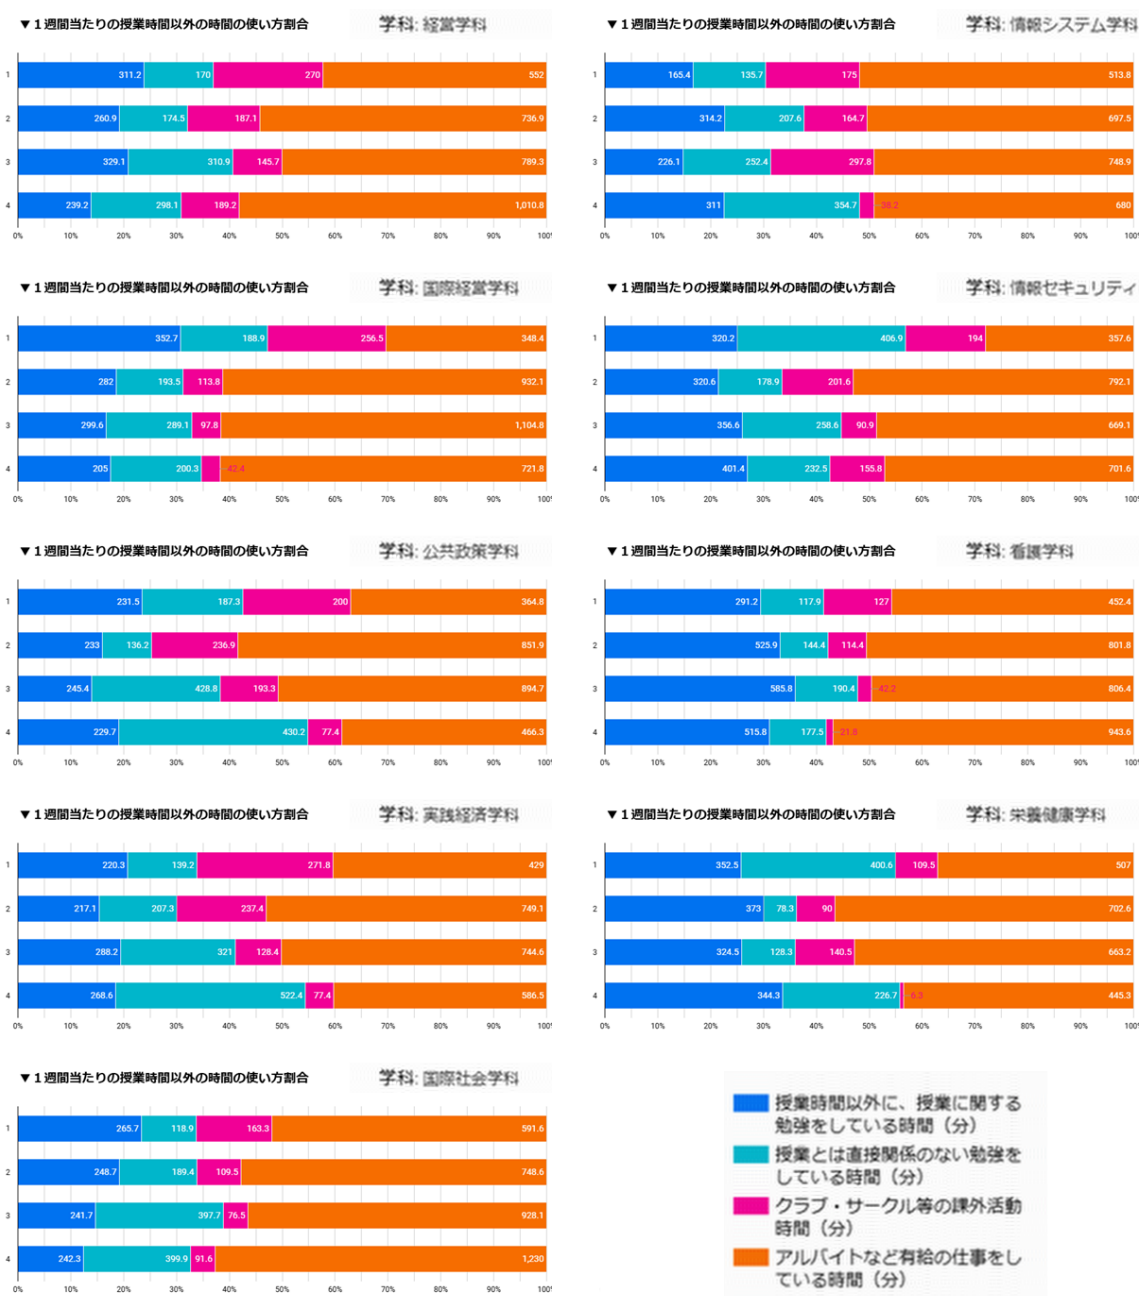 ▼１週間当たりの授業時間以外の時間の使い方割合
学科: 経営学科
1 311.2 170 270 552
2 260.9 174.5 187.1 736.9
3 329.1 310.9 145.7 789.3
4 239.2 298.1 189.2 1,010.8
0% 10% 20% 30% 40% 50% 60% 70% 80% 90% 100%
▼１週間当たりの授業時間以外の時間の使い方割合
学科: 情報システム学科
1 165.4 135.7 175 513.8
2 314.2 207.6 164.7 697.5
3 226.1 252.4 297.8 748.9
4 311 354.7 38.2 680
0% 10% 20% 30% 40% 50% 60% 70% 80% 90% 100%
▼１週間当たりの授業時間以外の時間の使い方割合
学科: 国際経営学科
1 352.7 188.9 256.5 348.4
2 282 193.5 113.8 932.1
3 299.6 289.1 97.8 1,104.8
4 205 200.3 42.4 721.8
0% 10% 20% 30% 40% 50% 60% 70% 80% 90% 100%
▼１週間当たりの授業時間以外の時間の使い方割合
学科: 情報セキュリティ
1 320.2 406.9 194 357.6
2 320.6 178.9 201.6 792.1
3 356.6 258.6 90.9 669.1
4 401.4 232.5 155.8 701.6
0% 10% 20% 30% 40% 50% 60% 70% 80% 90% 100%
▼１週間当たりの授業時間以外の時間の使い方割合
学科: 公共政策学科
1 231.5 187.3 200 364.8
2 233 136.2 236.9 851.9
3 245.4 428.8 193.3 894.7
4 229.7 430.2 77.4 466.3
0% 10% 20% 30% 40% 50% 60% 70% 80% 90% 100%
▼１週間当たりの授業時間以外の時間の使い方割合
学科: 看護学科
1 291.2 117.9 127 452.4
2 525.9 144.4 114.4 801.8
3 585.8 190.4 42.2 806.4
4 515.8 177.5 21.8 943.6
0% 10% 20% 30% 40% 50% 60% 70% 80% 90% 100%
▼１週間当たりの授業時間以外の時間の使い方割合
学科: 実践経済学科
1 220.3 139.2 271.8 429
2 217.1 207.3 237.4 749.1
3 288.2 321 128.4 744.6
4 268.6 522.4 77.4 586.5
0% 10% 20% 30% 40% 50% 60% 70% 80% 90% 100%
▼１週間当たりの授業時間以外の時間の使い方割合
学科: 栄養健康学科
1 352.5 400.6 109.5 507
2 373 78.3 90 702.6
3 324.5 128.3 140.5 663.2
4 344.3 226.7 6.3 445.3
0% 10% 20% 30% 40% 50% 60% 70% 80% 90% 100%
▼１週間当たりの授業時間以外の時間の使い方割合
学科: 国際社会学科
1 265.7 118.9 163.3 591.6
2 248.7 189.4 109.5 748.6
3 241.7 397.7 76.5 928.1
4 242.3 399.9 91.6 1,230
0% 10% 20% 30% 40% 50% 60% 70% 80% 90% 100%
授業時間以外に、授業に関する
勉強をしている時間（分）
授業とは直接関係のない勉強を
している時間（分）
クラブ・サークル等の課外活動
時間（分）
アルバイトなど有給の仕事をし
ている時間（分）